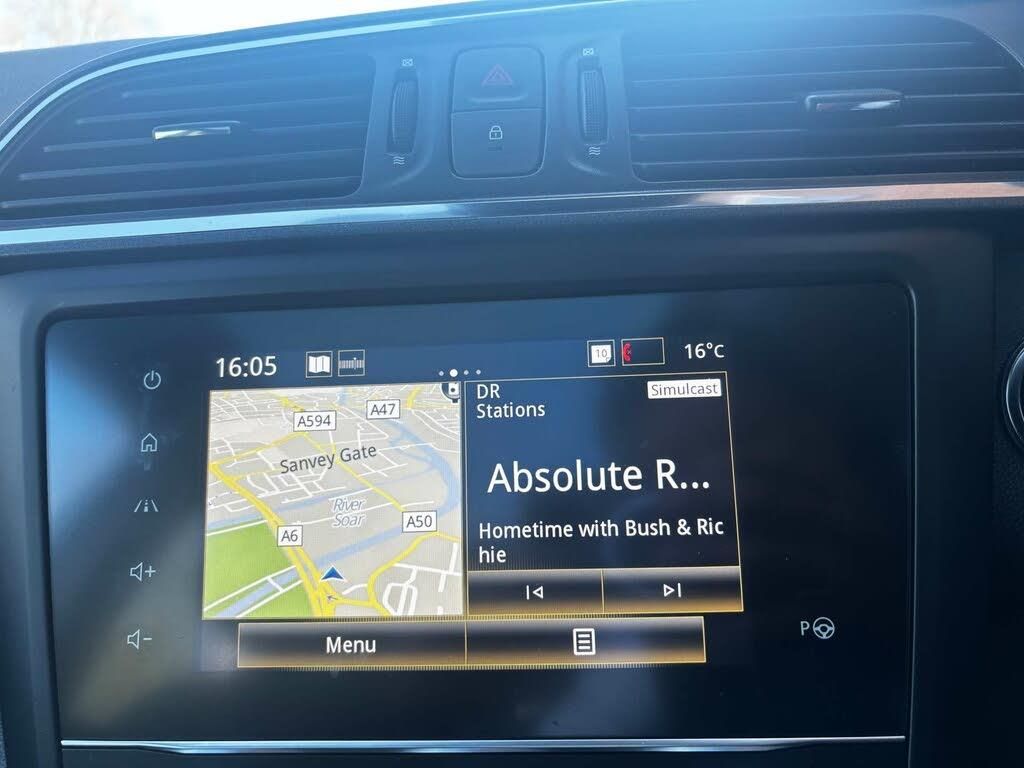 16:05
10
16°C
DR
Simulcast
Stations
A594
A47
Sanvey Gate
Absolute R...
River
Soar
A6
A50
Hometime with Bush & Ric
hie
Menu
P